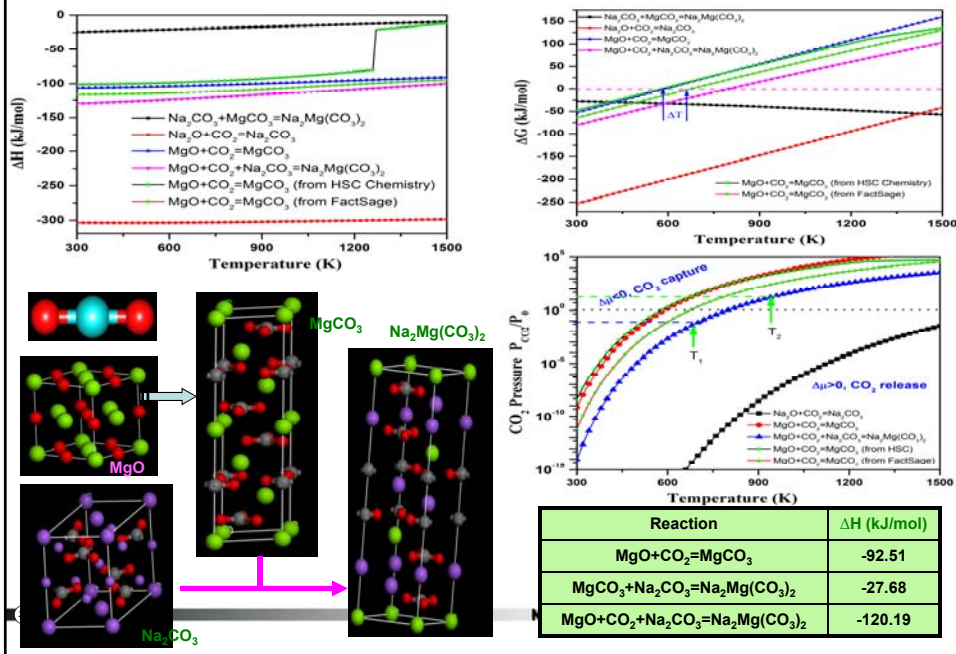 0
-50
-100
-150
-200
-250
-300
ΔH (kJ/mol)
Na₂CO₃+MgCO₃=Na₂Mg(CO₃)₂
Na₂O+CO₂=Na₂CO₃
MgO+CO₂=MgCO₃
MgO+CO₂+Na₂CO₃=Na₂Mg(CO₃)₂
MgO+CO₂=MgCO₃ (from HSC Chemistry)
MgO+CO₂=MgCO₃ (from FactSage)
300 600 900 1200 1500
Temperature (K)
150
100
50
0
-50
-100
-150
-200
-250
ΔG (kJ/mol)
Na₂CO₃+MgCO₃=Na₂Mg(CO₃)₂
Na₂O+CO₂=Na₂CO₃
MgO+CO₂=MgCO₃
MgO+CO₂+Na₂CO₃=Na₂Mg(CO₃)₂
ΔT
MgO+CO₂=MgCO₃ (from HSC Chemistry)
MgO+CO₂=MgCO₃ (from FactSage)
300 600 900 1200 1500
Temperature (K)
MgCO₃
Na₂Mg(CO₃)₂
MgO
Na₂CO₃
10⁵
10⁰
10⁻⁵
10⁻¹⁰
10⁻¹⁵
CO₂ Pressure P_CO2/P₀
Δμ<0, CO₂ capture
T₁
T₂
Δμ>0, CO₂ release
Na₂O+CO₂=Na₂CO₃
MgO+CO₂=MgCO₃
MgO+CO₂+Na₂CO₃=Na₂Mg(CO₃)₂
MgO+CO₂=MgCO₃ (from HSC)
MgO+CO₂=MgCO₃ (from FactSage)
300 600 900 1200 1500
Temperature (K)
Reaction ΔH (kJ/mol)
MgO+CO₂=MgCO₃ -92.51
MgCO₃+Na₂CO₃=Na₂Mg(CO₃)₂ -27.68
MgO+CO₂+Na₂CO₃=Na₂Mg(CO₃)₂ -120.19